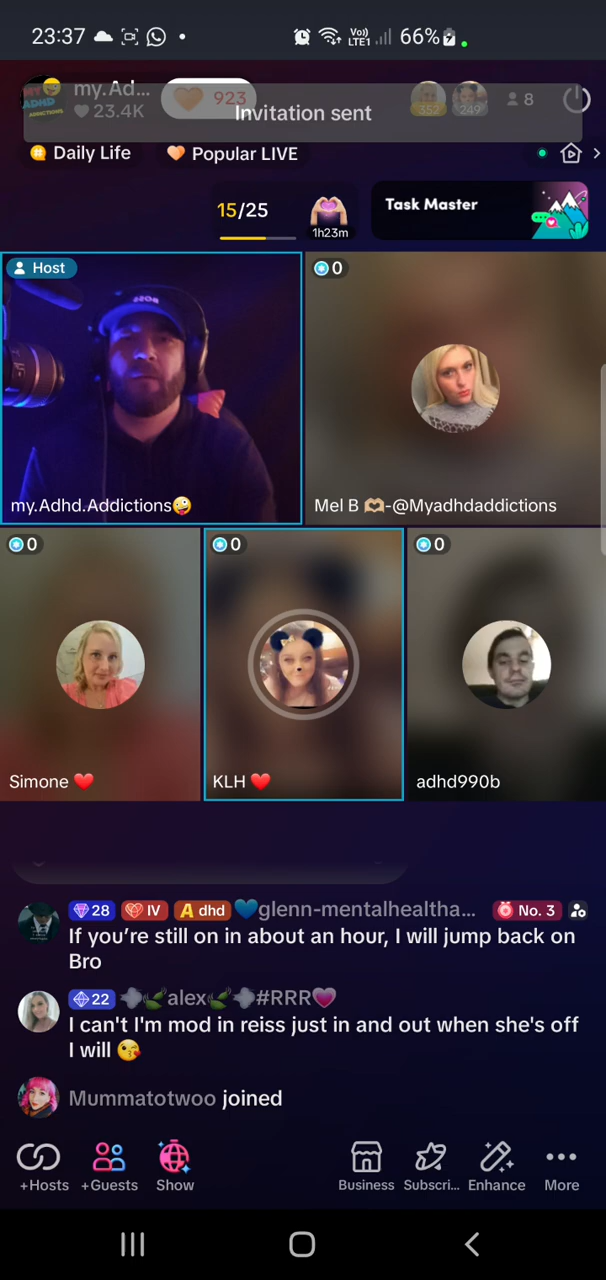 23:37
Vo))
LTE1
66%
my.Ad...
23.4K
923
352
249
8
Invitation sent
Daily Life
Popular LIVE
15/25
1h23m
Task Master
Host
0
my.Adhd.Addictions🤪
Mel B 🫶🏼-@Myadhdaddictions
0
0
0
Simone ❤️
KLH ❤️
adhd990b
28 IV A dhd 💙glenn-mentalhealtha... No. 3
If you’re still on in about an hour, I will jump back on
Bro
22 💨🍃alex🍃💨#RRR💗
I can't I'm mod in reiss just in and out when she's off
I will 😘
Mummatotwoo joined
+Hosts
+Guests
Show
Business
Subscri...
Enhance
More